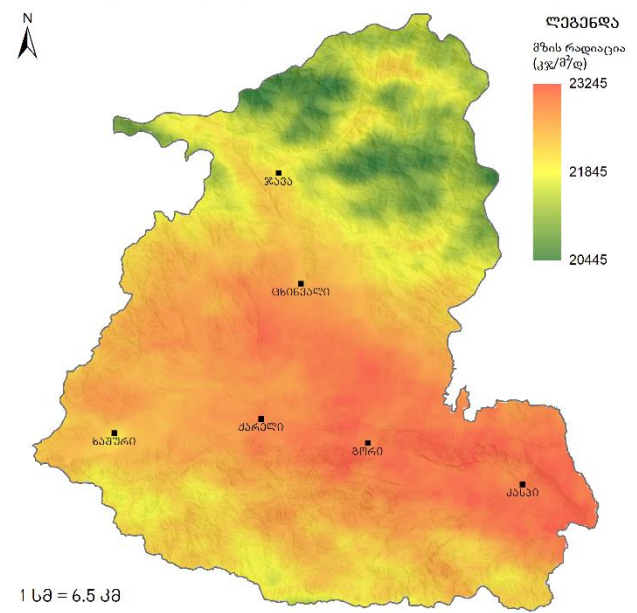 N
ლეგენდა
მზის რადიაცია
(კჯ/მ²/დ)
23245
21845
20445
ჯავა
ცხინვალი
ხაშური
ქარელი
გორი
კასპი
1 სმ = 6.5 კმ